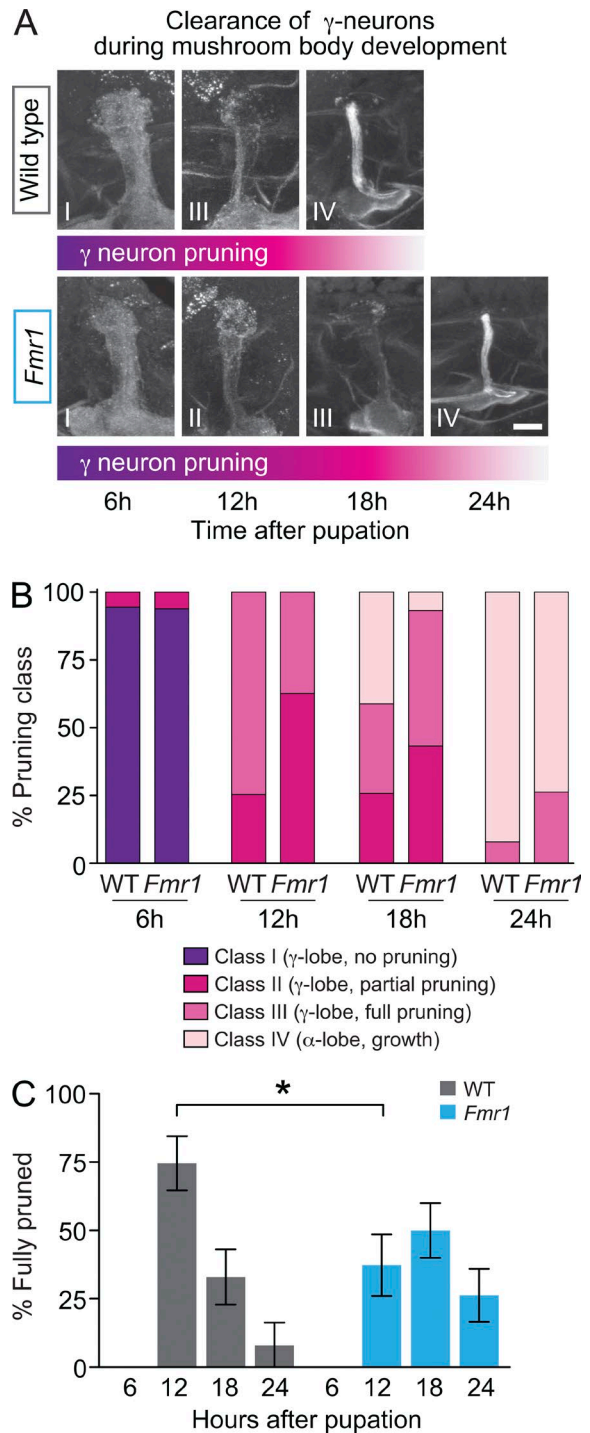 A
Clearance of γ-neurons
during mushroom body development
Wild type
I
III
IV
γ neuron pruning
Fmr1
I
II
III
IV
γ neuron pruning
6h 12h 18h 24h
Time after pupation
B
% Pruning class
100
75
50
25
0
WT Fmr1 WT Fmr1 WT Fmr1 WT Fmr1
6h 12h 18h 24h
Class I (γ-lobe, no pruning)
Class II (γ-lobe, partial pruning)
Class III (γ-lobe, full pruning)
Class IV (α-lobe, growth)
C
% Fully pruned
100
75
50
25
0
*
WT
Fmr1
6 12 18 24 6 12 18 24
Hours after pupation